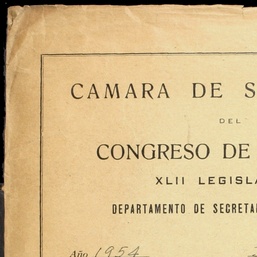 CAMARA DE S
DEL
CONGRESO DE
XLII LEGISLA
DEPARTAMENTO DE SECRETA
Año 1954